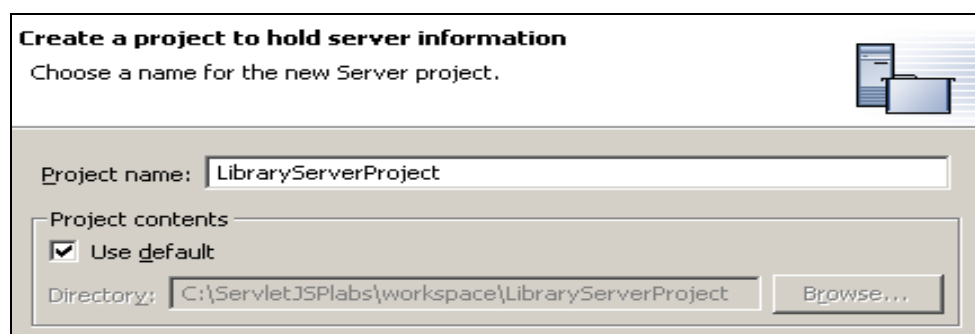 Create a project to hold server information
Choose a name for the new Server project.
Project name: LibraryServerProject
Project contents
Use default
Directory: C:\ServletJSPlabs\workspace\LibraryServerProject Browse...